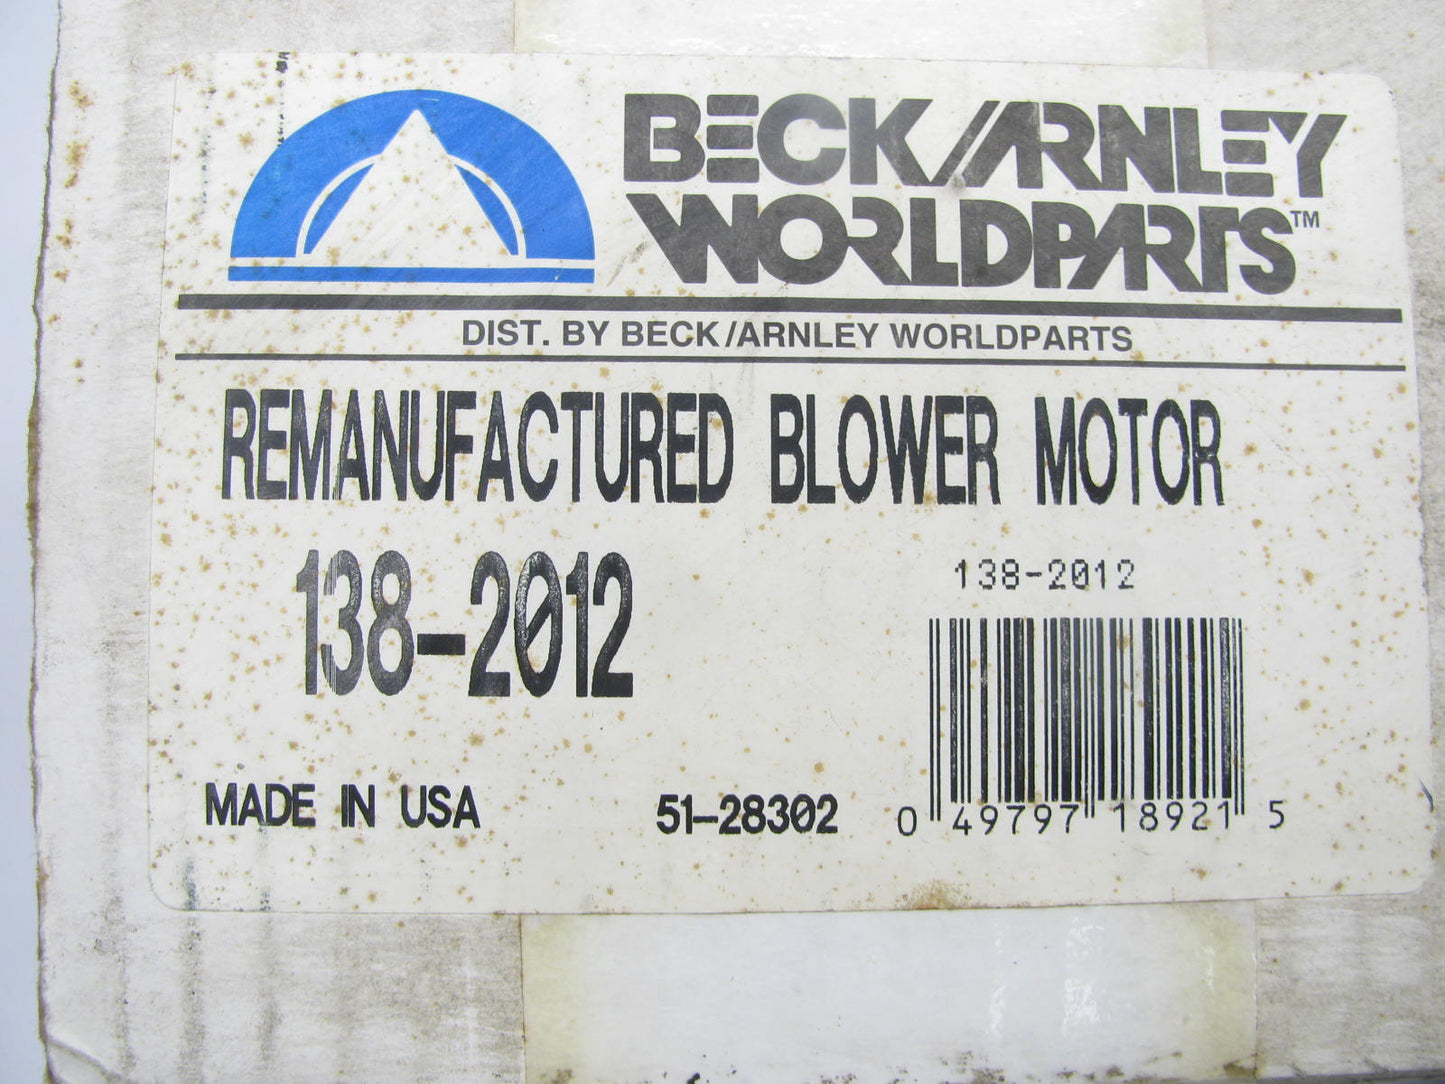 BECK/ARNLEY
WORLDPARTS™
DIST. BY BECK/ARNLEY WORLDPARTS
REMANUFACTURED BLOWER MOTOR
138-2012
138-2012
MADE IN USA
51-28302
0 49797 18921 5